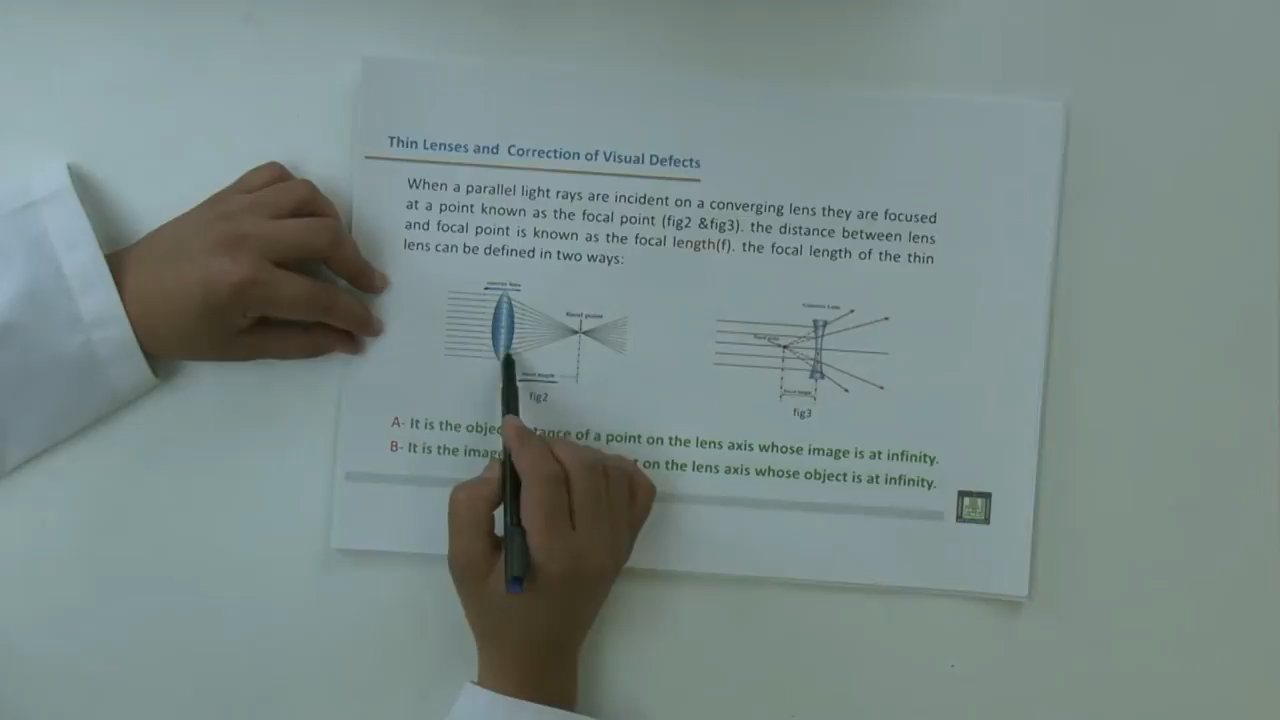 Thin Lenses and Correction of Visual Defects
When a parallel light rays are incident on a converging lens they are focused
at a point known as the focal point (fig2 &fig3). the distance between lens
and focal point is known as the focal length(f). the focal length of the thin
lens can be defined in two ways:
focal point
fig2
fig3
A- It is the objec tance of a point on the lens axis whose image is at infinity.
B- It is the image t on the lens axis whose object is at infinity.